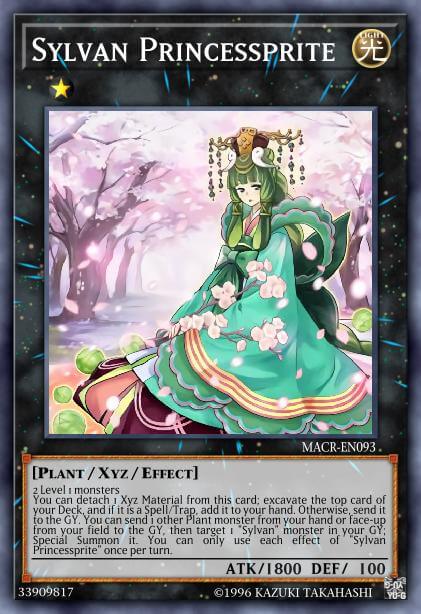 Sylvan Princessprite
LIGHT
光
MACR-EN093
[Plant / Xyz / Effect]
2 Level 1 monsters
You can detach 1 Xyz Material from this card; excavate the top card
of your Deck, and if it is a Spell/Trap, add it to your hand. Otherwise, send it
to the GY. You can send 1 other Plant monster from your hand or face-up
from your field to the GY, then target 1 "Sylvan" monster in your GY;
Special Summon it. You can only use each effect of "Sylvan
Princessprite" once per turn.
ATK/1800 DEF/ 100
33909817
©1996 KAZUKI TAKAHASHI